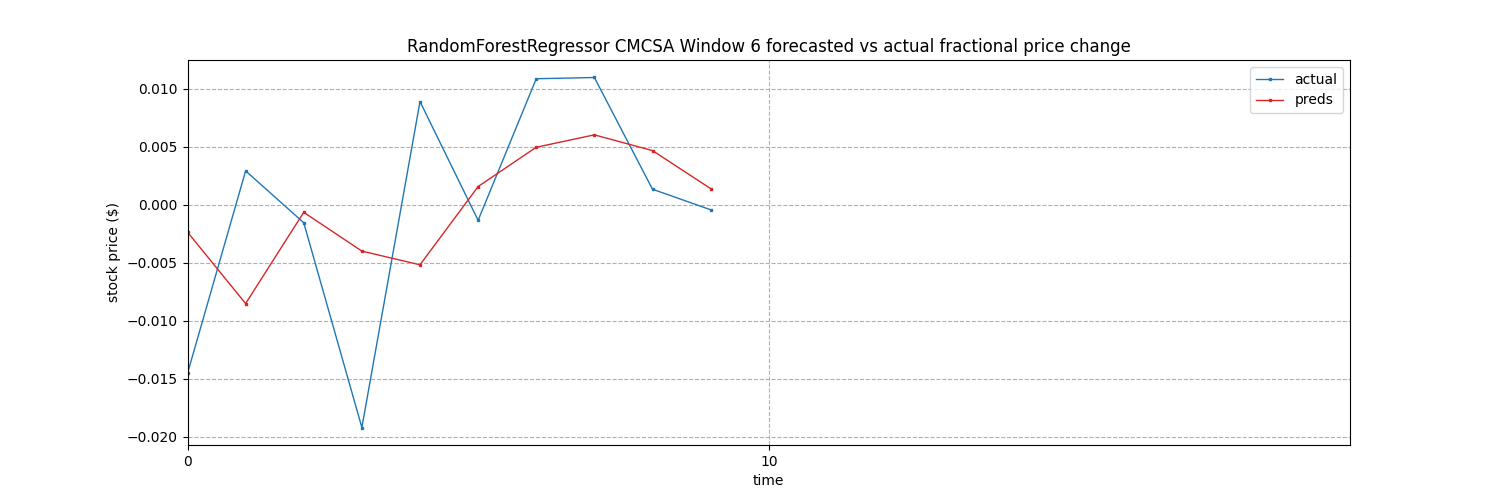 RandomForestRegressor CMCSA Window 6 forecasted vs actual fractional price change
actual
preds
stock price ($)
0.010
0.005
0.000
−0.005
−0.010
−0.015
−0.020
0
10
time